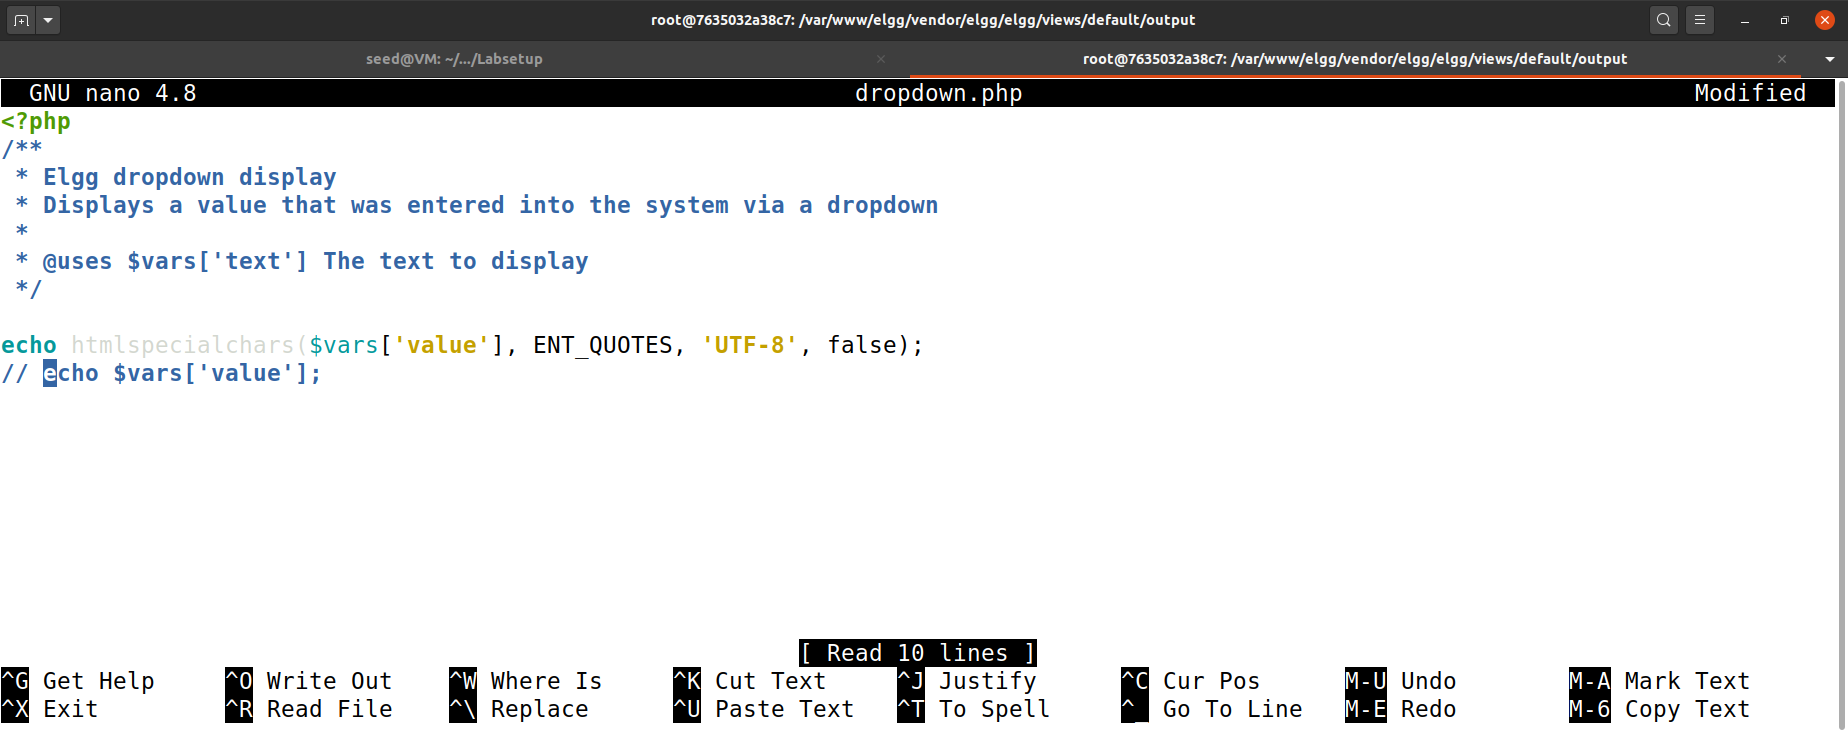 root@7635032a38c7: /var/www/elgg/vendor/elgg/elgg/views/default/output
seed@VM: ~/.../Labsetup × root@7635032a38c7: /var/www/elgg/vendor/elgg/elgg/views/default/output ×
GNU nano 4.8 dropdown.php Modified
<?php
/**
 * Elgg dropdown display
 * Displays a value that was entered into the system via a dropdown
 *
 * @uses $vars['text'] The text to display
 */
echo htmlspecialchars($vars['value'], ENT_QUOTES, 'UTF-8', false);
// echo $vars['value'];
[ Read 10 lines ]
^G Get Help ^O Write Out ^W Where Is ^K Cut Text ^J Justify ^C Cur Pos M-U Undo M-A Mark Text
^X Exit ^R Read File ^\ Replace ^U Paste Text ^T To Spell ^_ Go To Line M-E Redo M-6 Copy Text